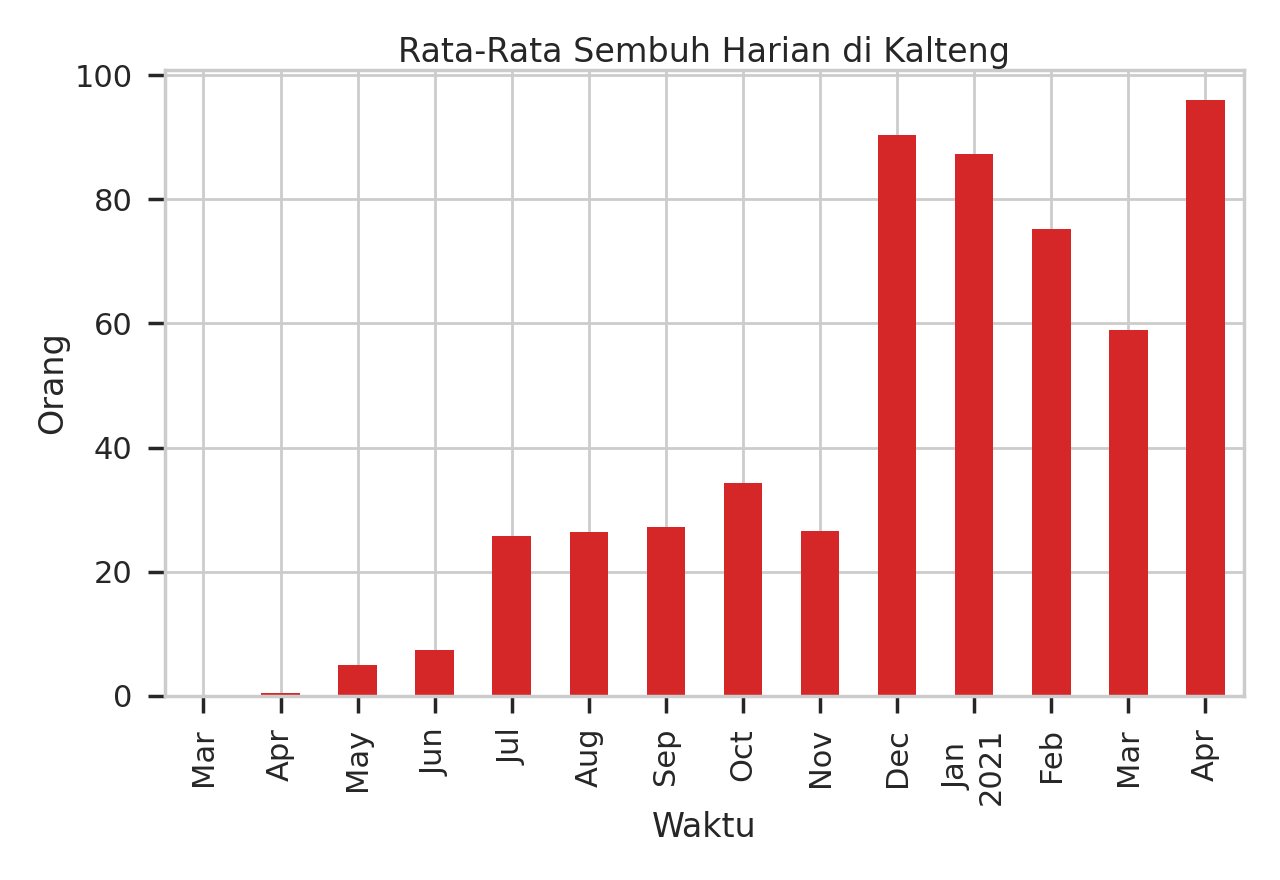 Rata-Rata Sembuh Harian di Kalteng
100
80
60
40
20
0
Orang
Mar
Apr
May
Jun
Jul
Aug
Sep
Oct
Nov
Dec
Jan
2021
Feb
Mar
Apr
Waktu